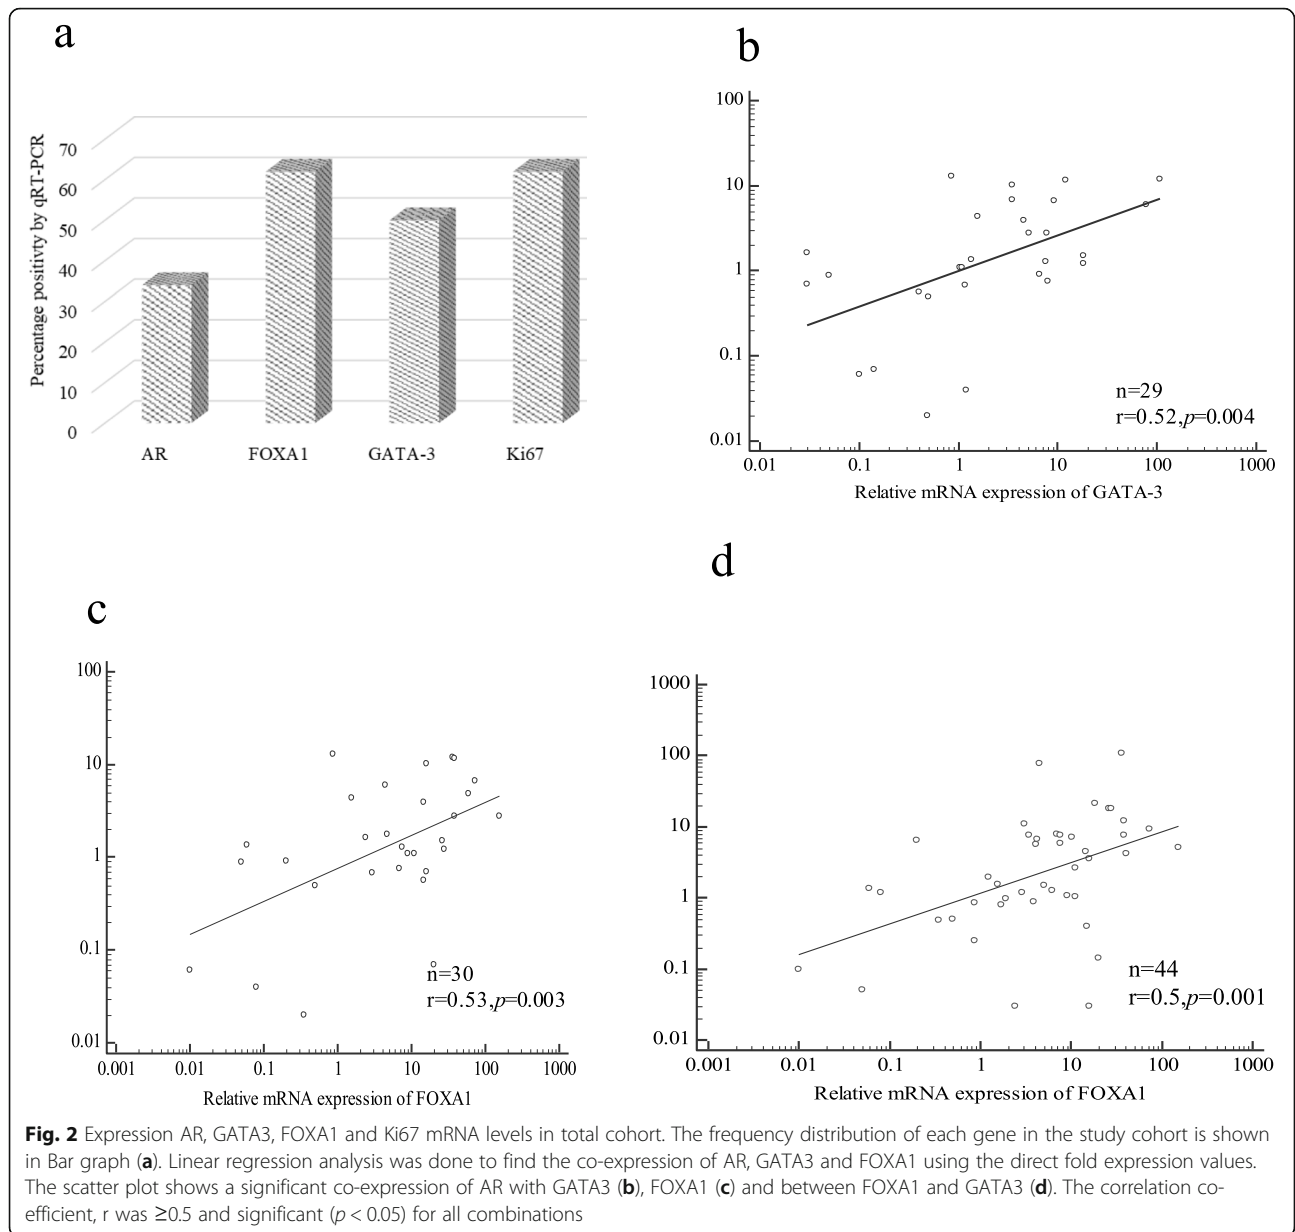 a
Percentage positivty by qRT-PCR
70
60
50
40
30
20
10
0
AR FOXA1 GATA-3 Ki67
b
100
10
1
0.1
0.01
n=29
r=0.52,p=0.004
0.01 0.1 1 10 100 1000
Relative mRNA expression of GATA-3
c
100
10
1
0.1
0.01
n=30
r=0.53,p=0.003
0.001 0.01 0.1 1 10 100 1000
Relative mRNA expression of FOXA1
d
1000
100
10
1
0.1
0.01
n=44
r=0.5,p=0.001
0.001 0.01 0.1 1 10 100 1000
Relative mRNA expression of FOXA1
Fig. 2 Expression AR, GATA3, FOXA1 and Ki67 mRNA levels in total cohort. The frequency distribution of each gene in the study cohort is shown
in Bar graph (a). Linear regression analysis was done to find the co-expression of AR, GATA3 and FOXA1 using the direct fold expression values.
The scatter plot shows a significant co-expression of AR with GATA3 (b), FOXA1 (c) and between FOXA1 and GATA3 (d). The correlation co-
efficient, r was ≥0.5 and significant (p < 0.05) for all combinations